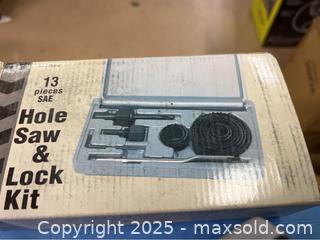 13
pieces
SAE
Hole
Saw
&
Lock
Kit
Copyright 2025 - maxsold.com